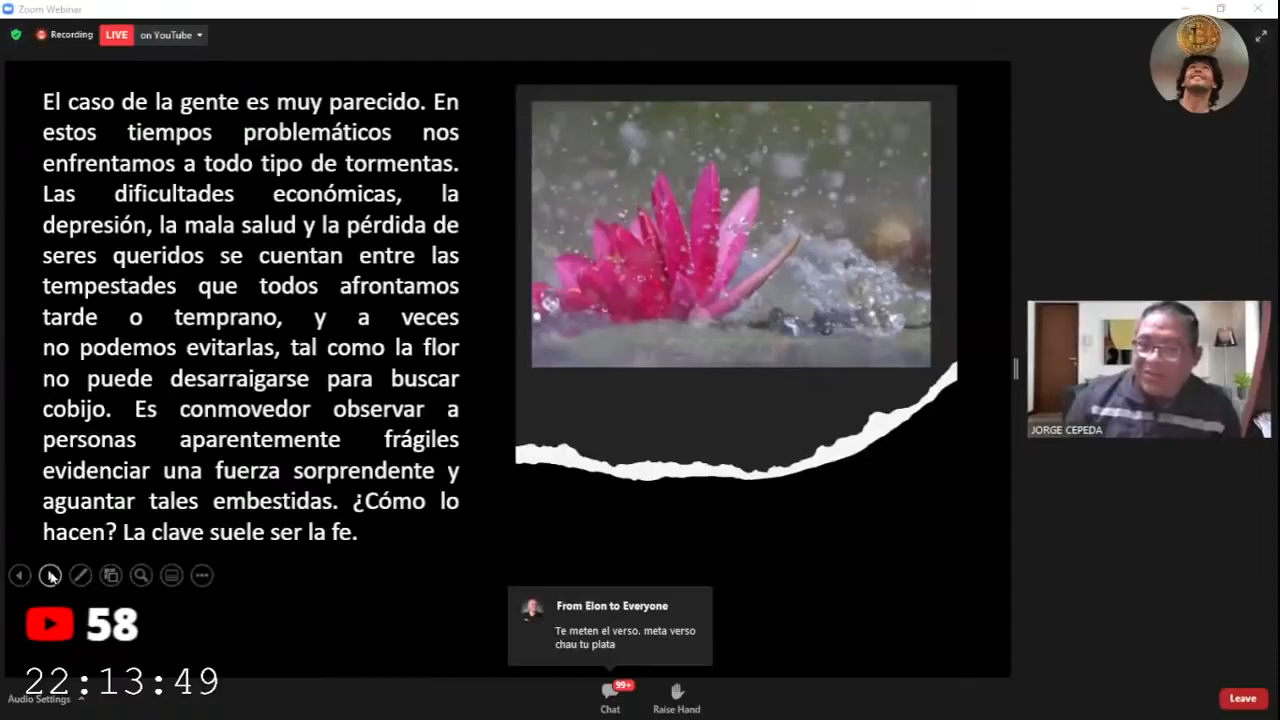 Zoom Webinar
Recording
LIVE
on YouTube
El caso de la gente es muy parecido. En
estos tiempos problemáticos nos
enfrentamos a todo tipo de tormentas.
Las dificultades económicas, la
depresión, la mala salud y la pérdida de
seres queridos se cuentan entre las
tempestades que todos afrontamos
tarde o temprano, y a veces
no podemos evitarlas, tal como la flor
no puede desarraigarse para buscar
cobijo. Es conmovedor observar a
personas aparentemente frágiles
evidenciar una fuerza sorprendente y
aguantar tales embestidas. ¿Cómo lo
hacen? La clave suele ser la fe.
JORGE CEPEDA
From Elon to Everyone
Te meten el verso. meta verso
chau tu plata
58
22:13:49
Audio Settings
99+
Chat
Raise Hand
Leave